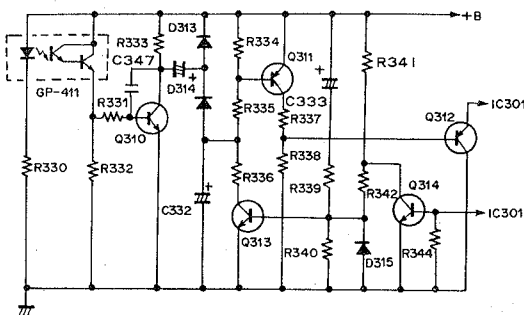 D313
+B
R333
R334
C347
Q311
R341
D314
GP-411
IC301
R331
R335
C333
R337
Q312
Q310
R330
R332
R336
R338
R339
R342
Q314
C332
IC301
Q313
R340
D315
R344